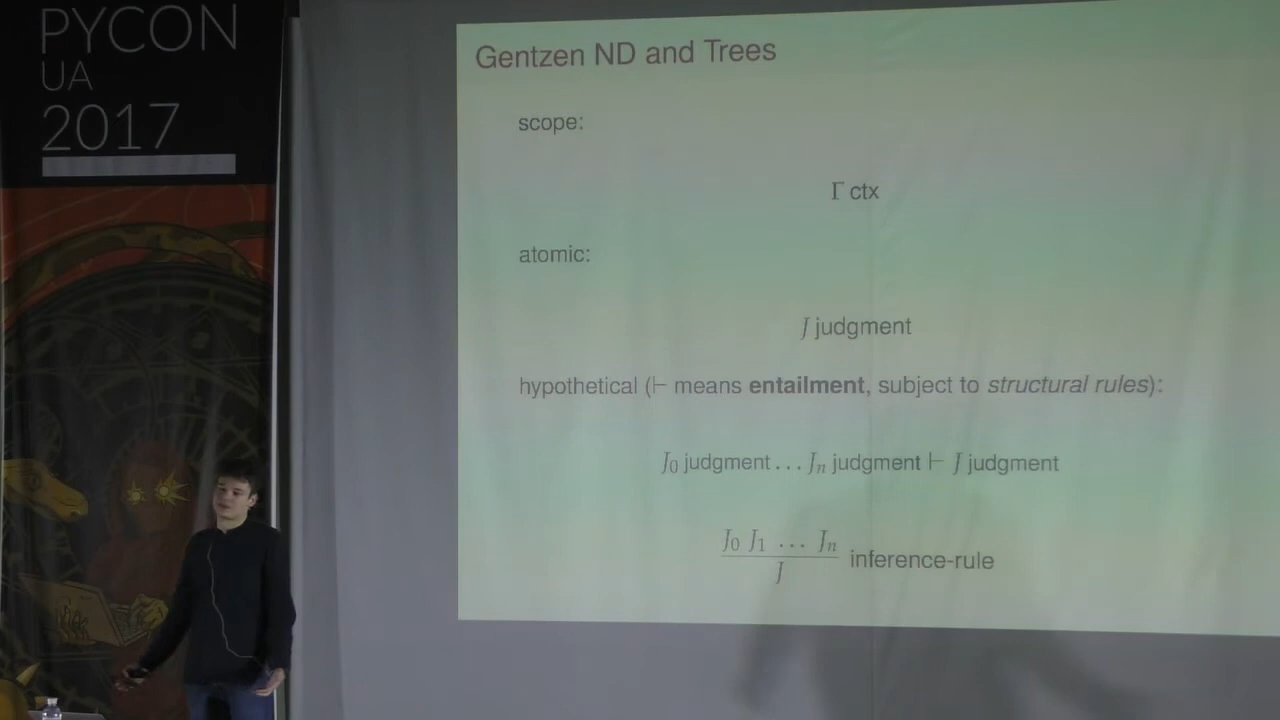 PYCON
UA
2017
Gentzen ND and Trees
scope:
Γ ctx
atomic:
J judgment
hypothetical (⊢ means entailment, subject to structural rules):
J₀ judgment … Jₙ judgment ⊢ J judgment
J₀ J₁ … Jₙ
J
inference-rule